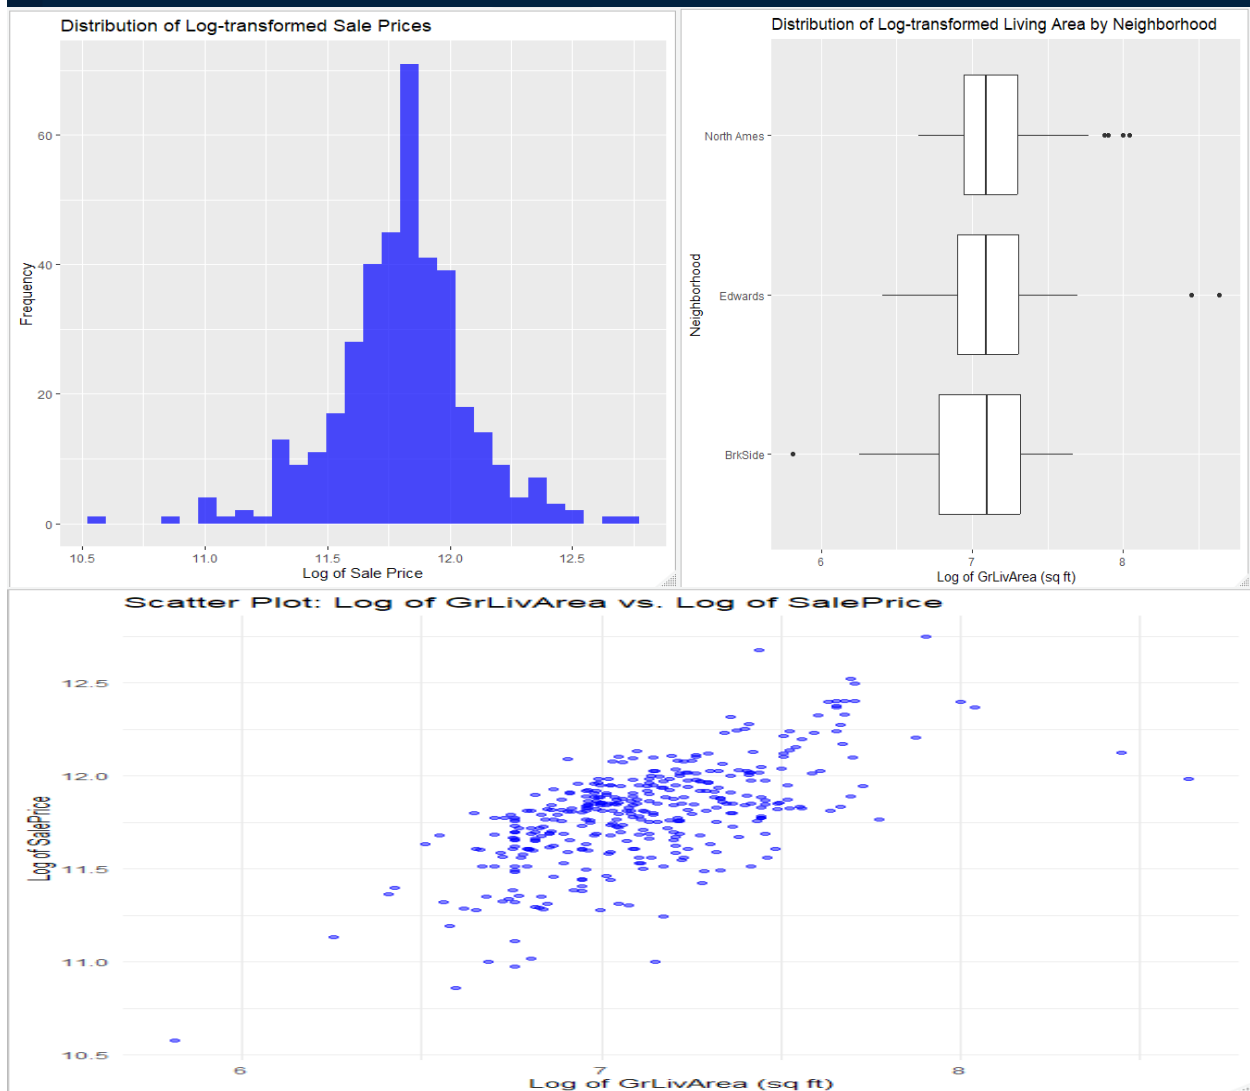 Distribution of Log-transformed Sale Prices
60
40
20
0
Frequency
10.5 11.0 11.5 12.0 12.5
Log of Sale Price
Distribution of Log-transformed Living Area by Neighborhood
North Ames
Edwards
BrkSide
Neighborhood
6 7 8
Log of GrLivArea (sq ft)
Scatter Plot: Log of GrLivArea vs. Log of SalePrice
12.5
12.0
11.5
11.0
10.5
Log of SalePrice
6 7 8
Log of GrLivArea (sq ft)